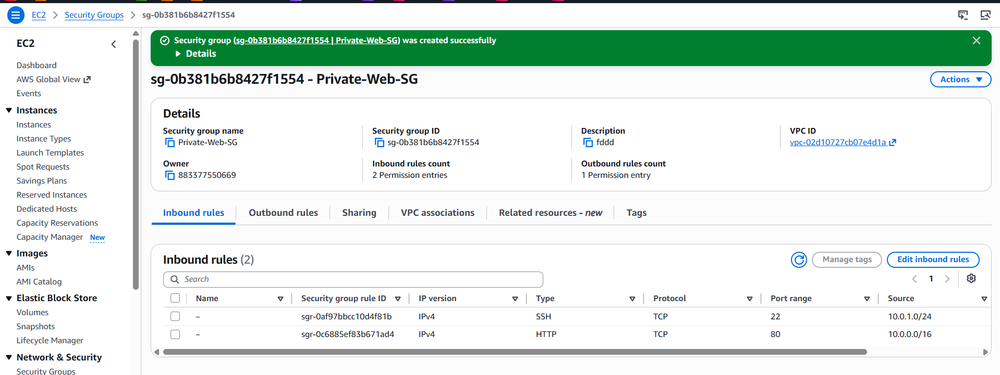 EC2 > Security Groups > sg-0b381b6b8427f1554
EC2
Dashboard
AWS Global View
Events
Instances
Instances
Instance Types
Launch Templates
Spot Requests
Savings Plans
Reserved Instances
Dedicated Hosts
Capacity Reservations
Capacity Manager New
Images
AMIs
AMI Catalog
Elastic Block Store
Volumes
Snapshots
Lifecycle Manager
Network & Security
Security Groups
Security group (sg-0b381b6b8427f1554 | Private-Web-SG) was created successfully
Details
sg-0b381b6b8427f1554 - Private-Web-SG
Actions
Details
Security group name
Private-Web-SG
Security group ID
sg-0b381b6b8427f1554
Description
fddd
VPC ID
vpc-02d10727cb07e4d1a
Owner
883377550669
Inbound rules count
2 Permission entries
Outbound rules count
1 Permission entry
Inbound rules Outbound rules Sharing VPC associations Related resources - new Tags
Inbound rules (2)
Manage tags
Edit inbound rules
Search
1
Name Security group rule ID IP version Type Protocol Port range Source
– sgr-0af97bbcc10d4f81b IPv4 SSH TCP 22 10.0.1.0/24
– sgr-0c6885ef83b671ad4 IPv4 HTTP TCP 80 10.0.0.0/16